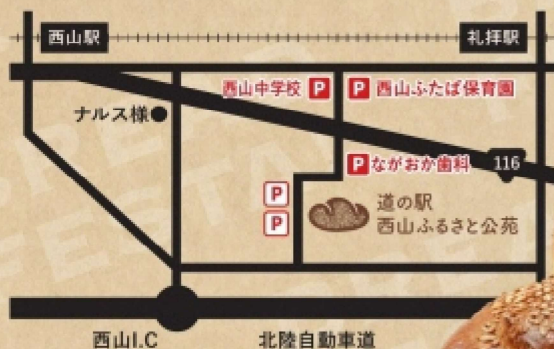 西山駅
礼拝駅
西山中学校 P
P 西山ふたば保育園
ナルス様
Pながおか歯科
116
P
P
道の駅
西山ふるさと公苑
西山I.C
北陸自動車道